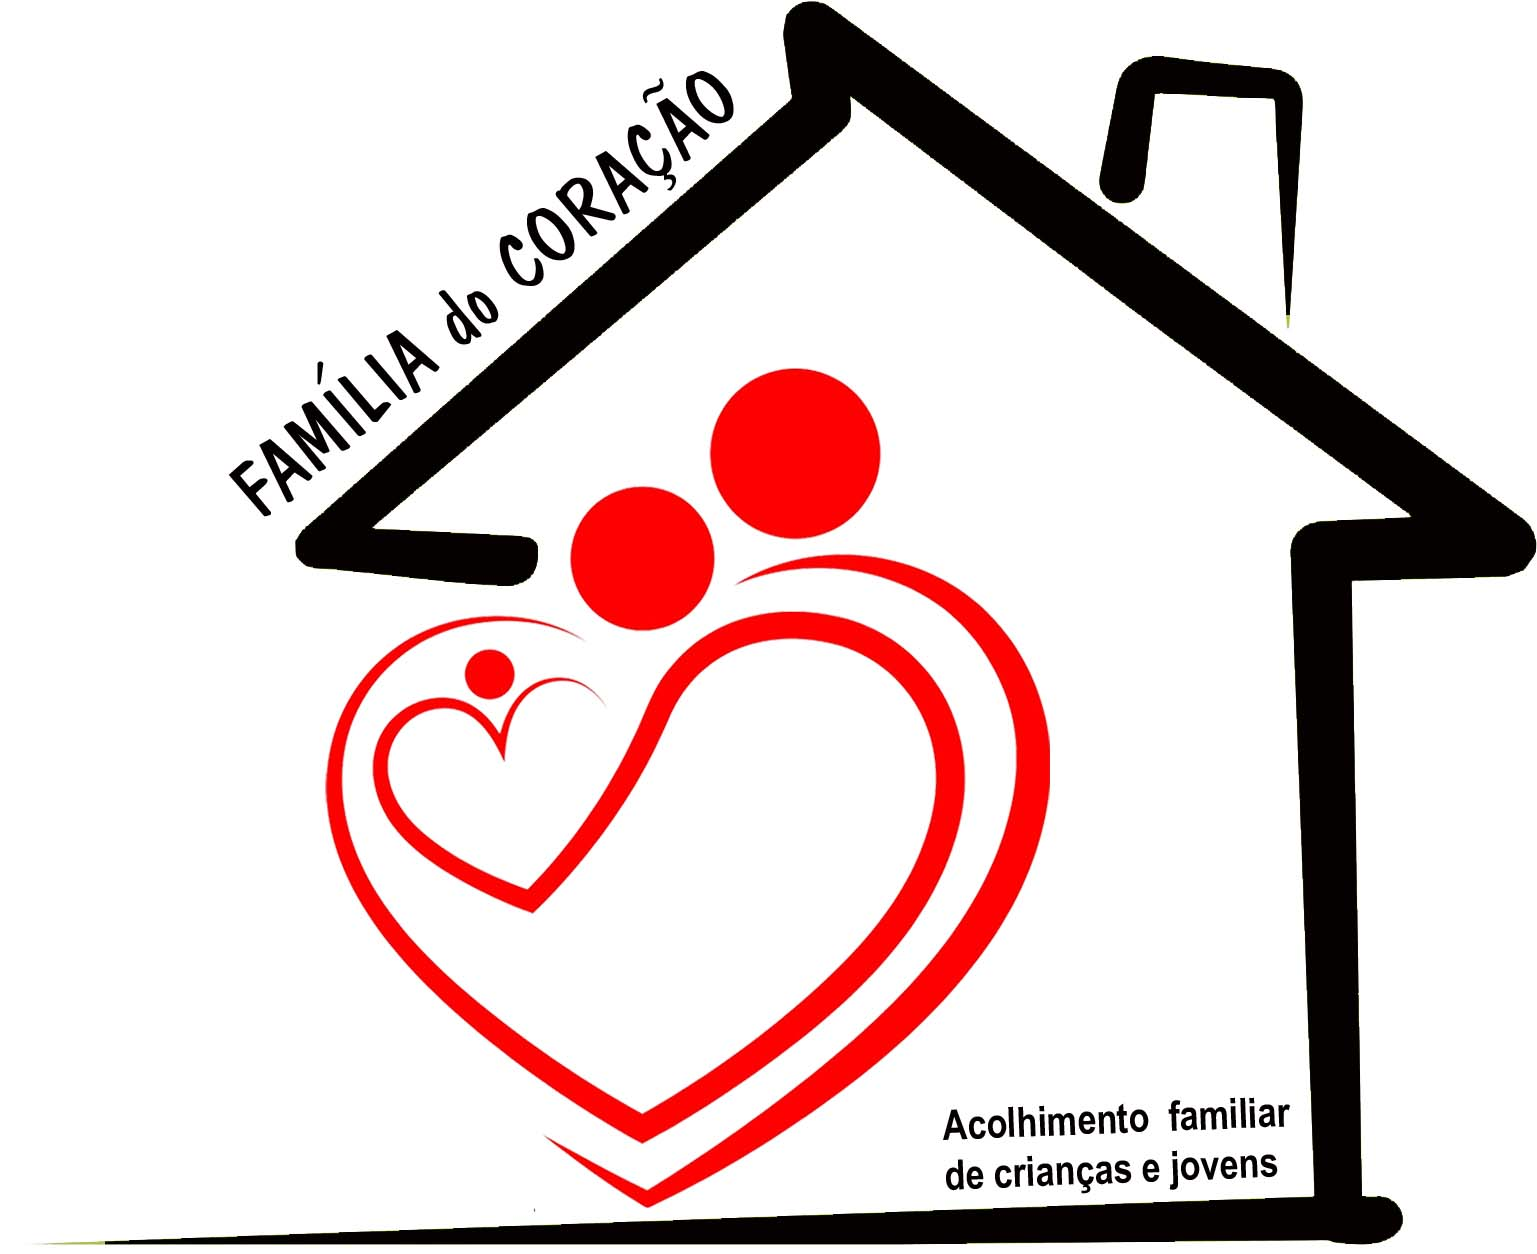 FAMÍLIA do CORAÇÃO
Acolhimento familiar
de crianças e jovens